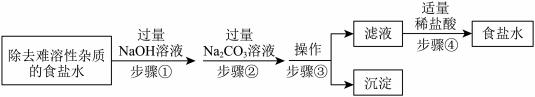 除去难溶性杂质
的食盐水
过量
NaOH溶液
步骤①
过量
Na₂CO₃溶液
步骤②
操作
步骤③
滤液
适量
稀盐酸
步骤④
食盐水
沉淀